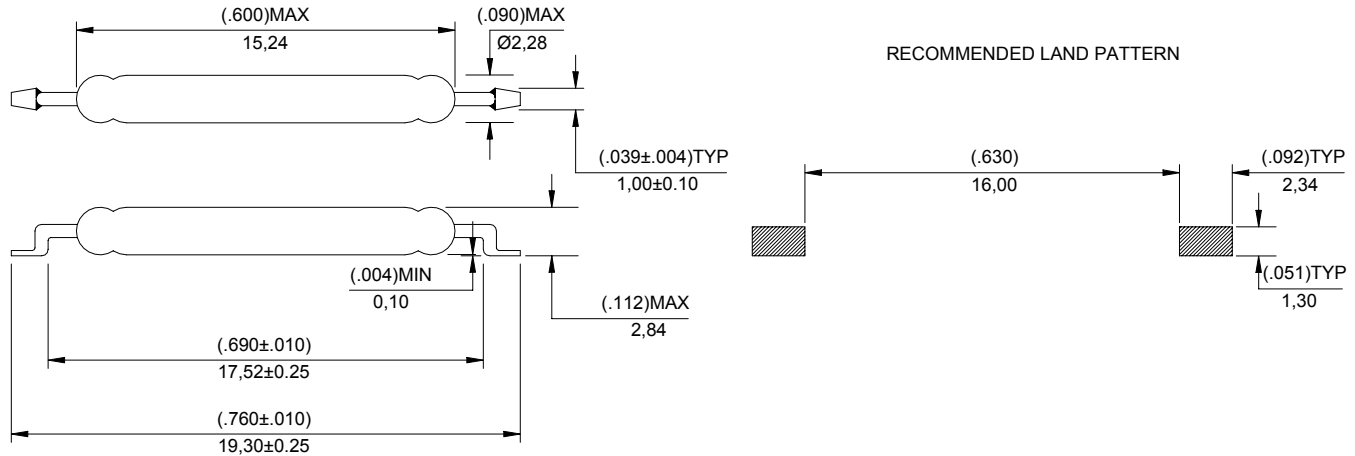 (.600)MAX
15,24
(.090)MAX
Ø2,28
RECOMMENDED LAND PATTERN
(.039±.004)TYP
1,00±0.10
(.630)
16,00
(.092)TYP
2,34
(.004)MIN
0,10
(.112)MAX
2,84
(.051)TYP
1,30
(.690±.010)
17,52±0.25
(.760±.010)
19,30±0.25